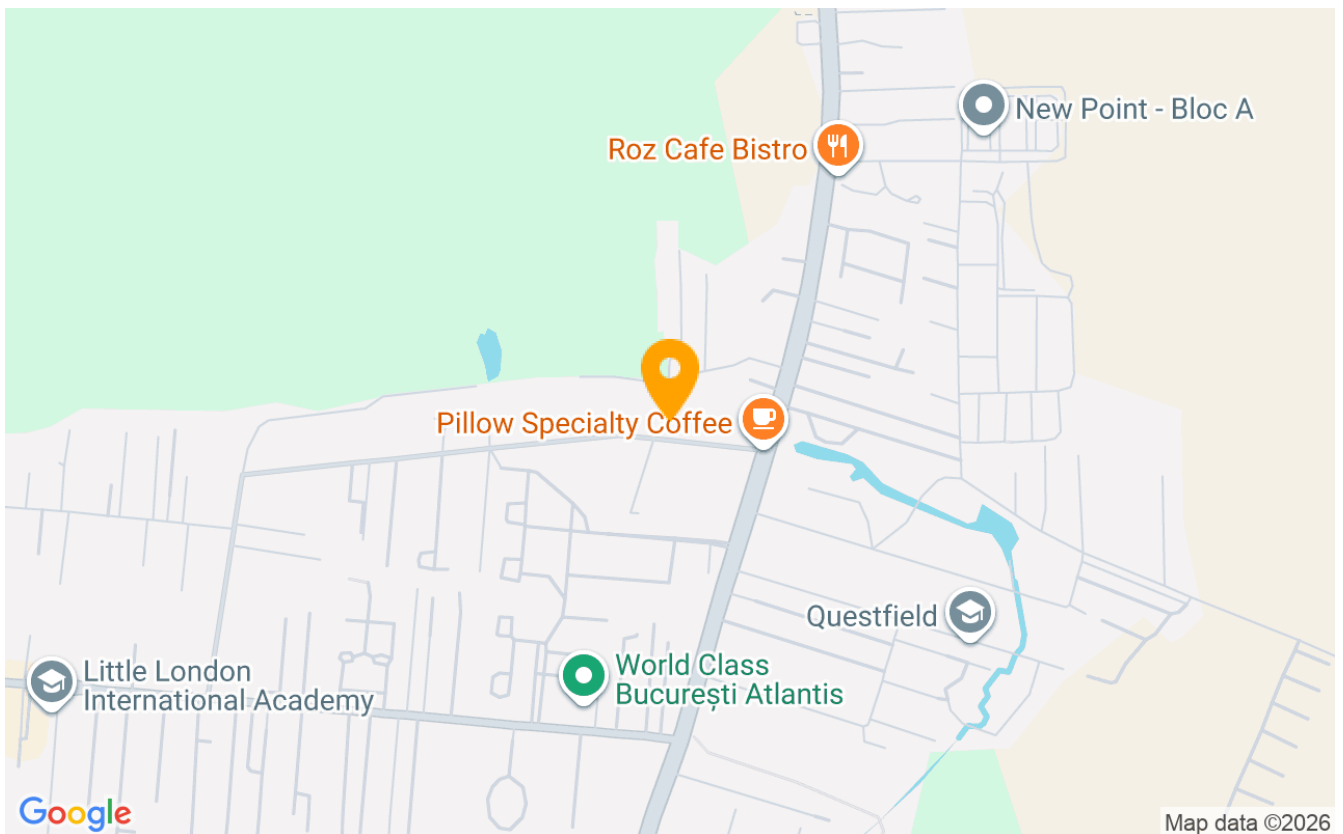 New Point - Bloc A
Roz Cafe Bistro
Pillow Specialty Coffee
Questfield
World Class
București Atlantis
Little London
International Academy
Google
Map data ©2026